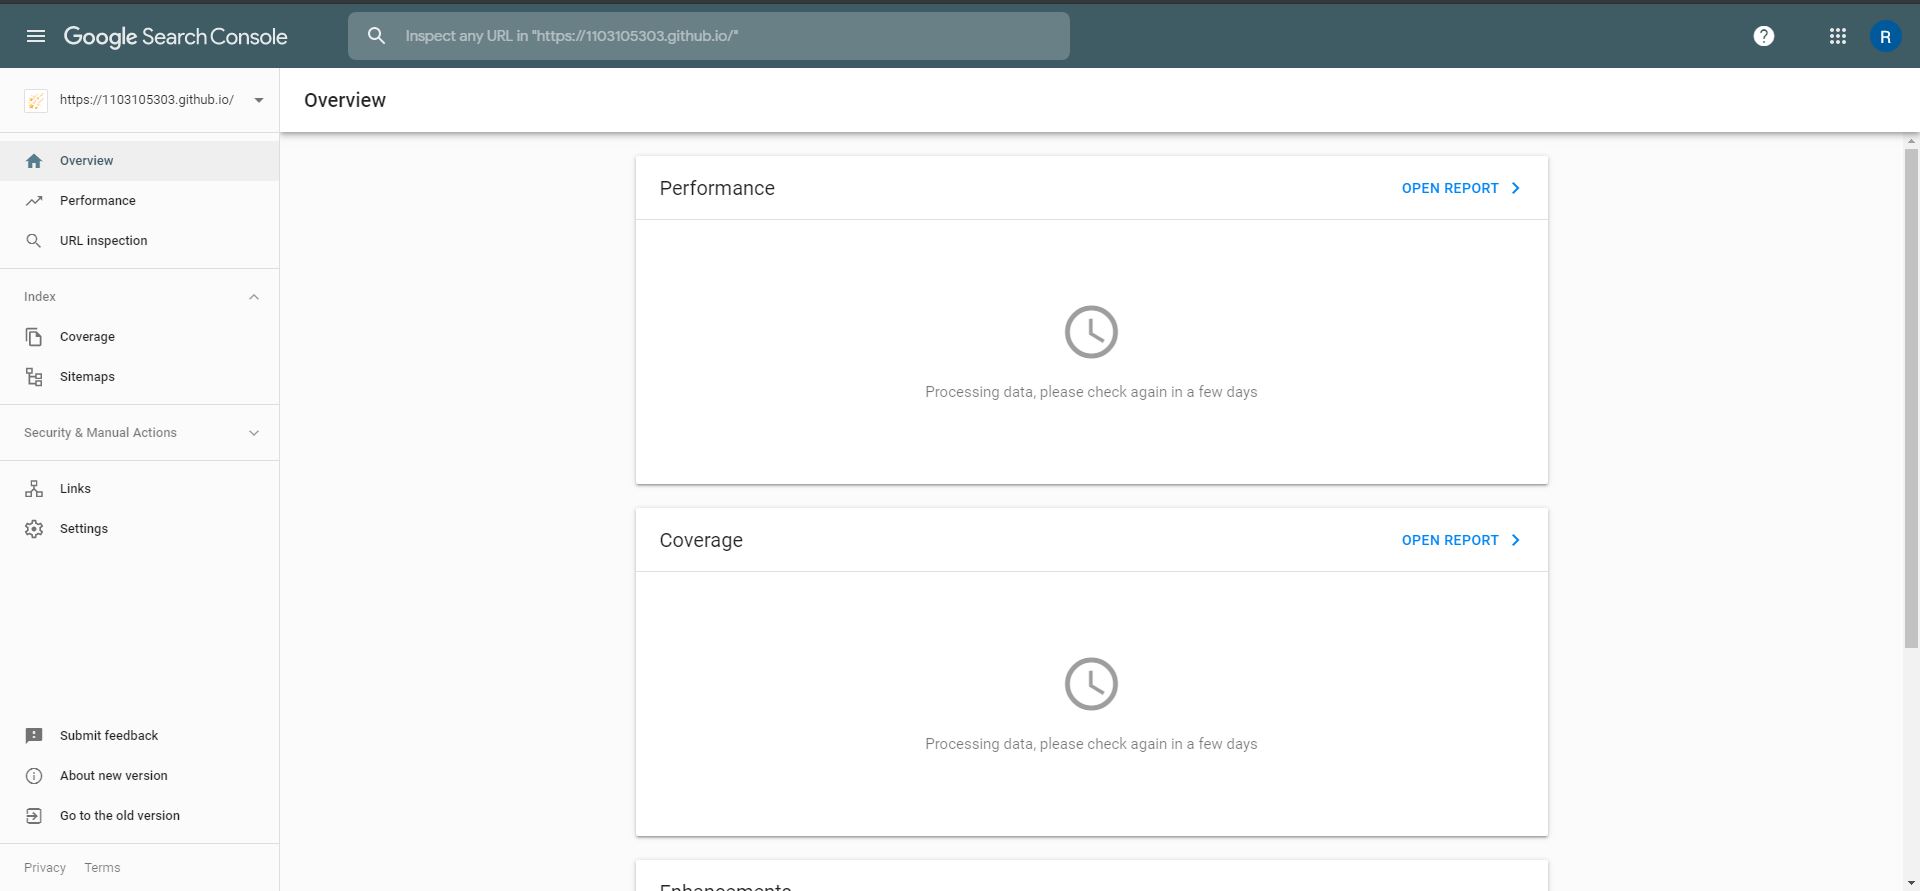 Google Search Console
Inspect any URL in "https://1103105303.github.io/"
?
R
https://1103105303.github.io/
Overview
Performance
URL inspection
Index
Coverage
Sitemaps
Security & Manual Actions
Links
Settings
Submit feedback
About new version
Go to the old version
Privacy Terms
Overview
Performance
OPEN REPORT
Processing data, please check again in a few days
Coverage
OPEN REPORT
Processing data, please check again in a few days
Enhancements